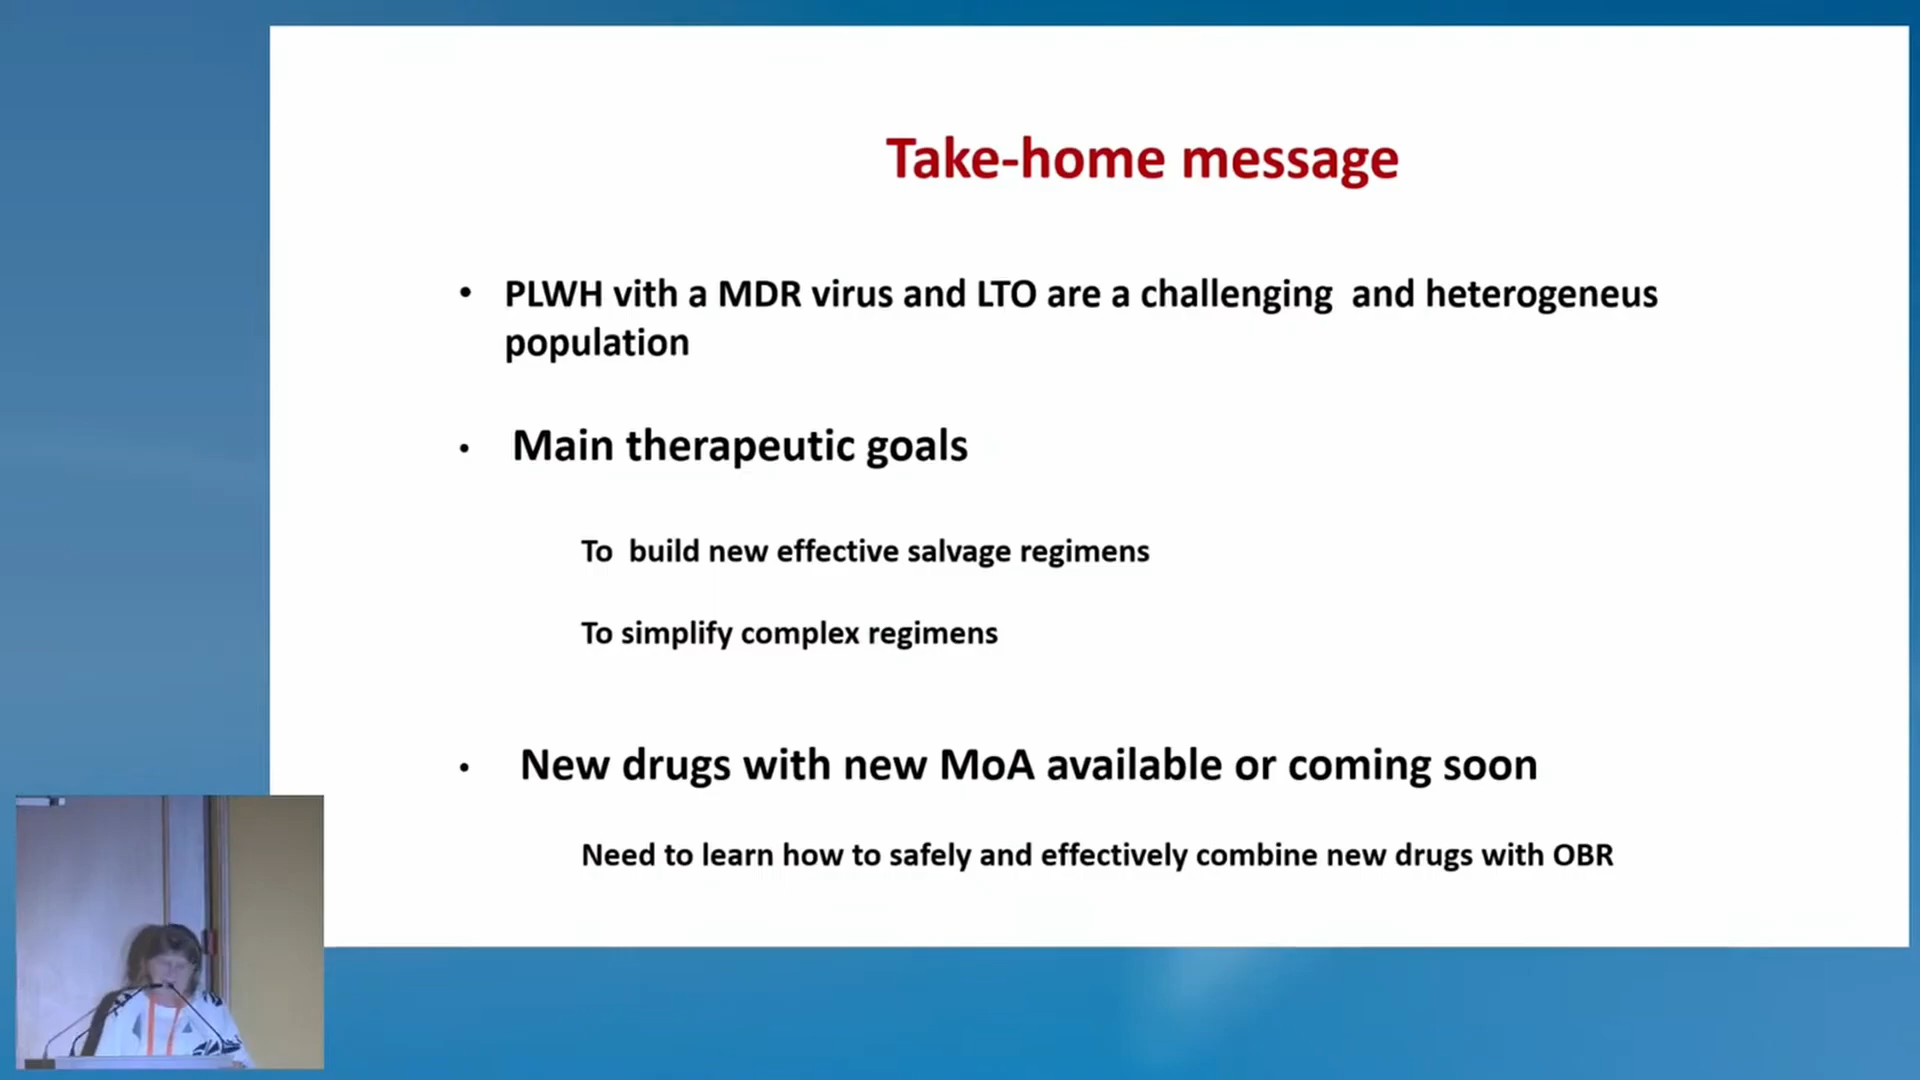 Take-home message
• PLWH vith a MDR virus and LTO are a challenging and heterogeneus
population
• Main therapeutic goals
To build new effective salvage regimens
To simplify complex regimens
• New drugs with new MoA available or coming soon
Need to learn how to safely and effectively combine new drugs with OBR